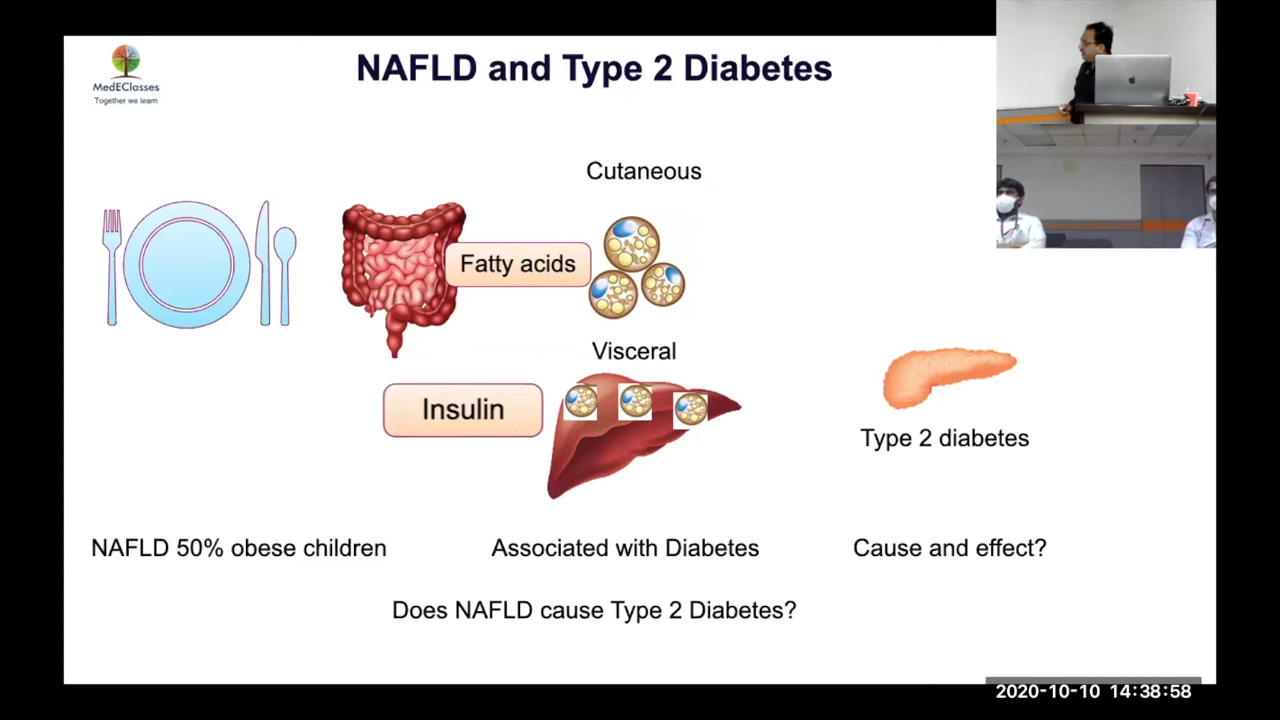 MedEClasses
Together we learn
NAFLD and Type 2 Diabetes
Cutaneous
Fatty acids
Visceral
Insulin
Type 2 diabetes
NAFLD 50% obese children
Associated with Diabetes
Cause and effect?
Does NAFLD cause Type 2 Diabetes?
2020-10-10 14:38:58